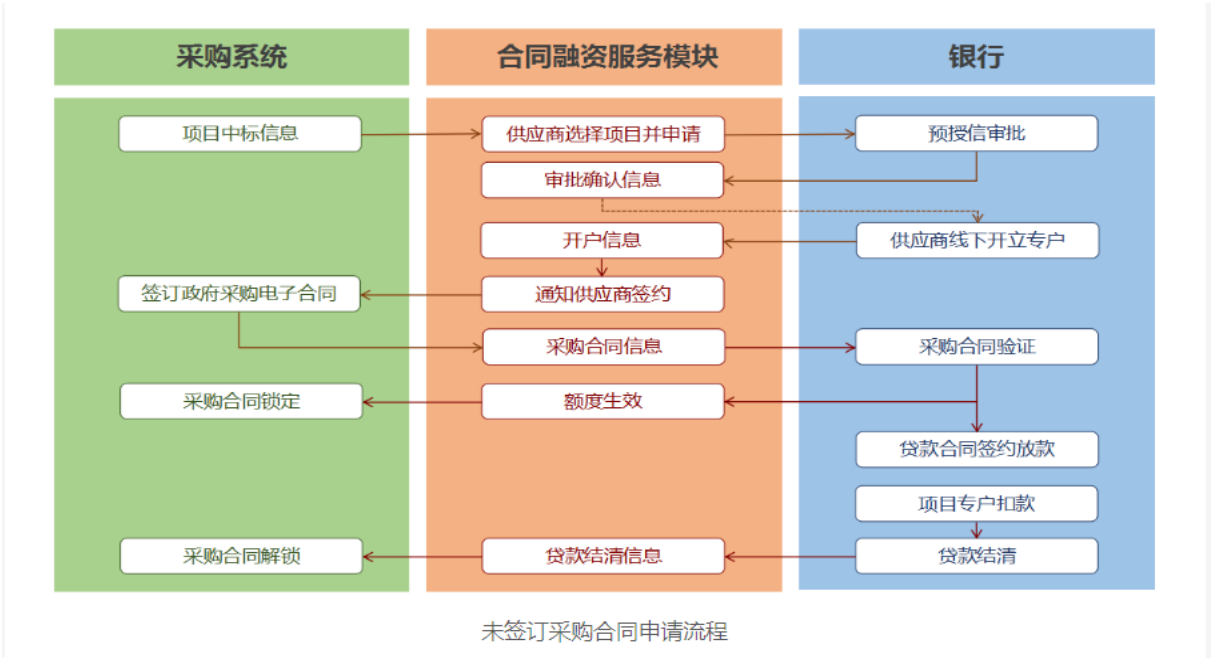 采购系统 合同融资服务模块 银行
项目中标信息 供应商选择项目并申请 预授信审批
审批确认信息
开户信息 供应商线下开立专户
签订政府采购电子合同 通知供应商签约
采购合同信息 采购合同验证
采购合同锁定 额度生效
贷款合同签约放款
项目专户扣款
采购合同解锁 贷款结清信息 贷款结清
未签订采购合同申请流程